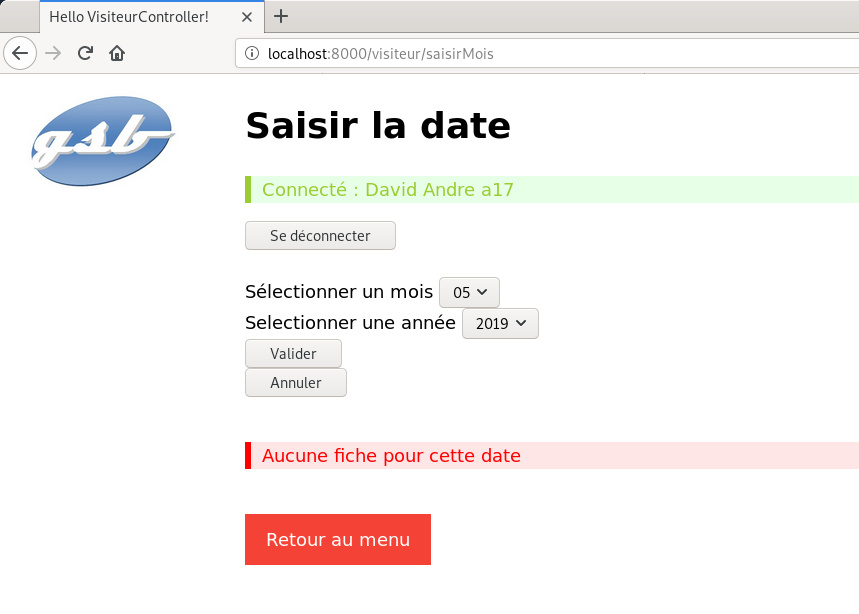 Hello VisiteurController!
localhost:8000/visiteur/saisirMois
gsb
Saisir la date
Connecté : David Andre a17
Se déconnecter
Sélectionner un mois 05
Selectionner une année 2019
Valider
Annuler
Aucune fiche pour cette date
Retour au menu